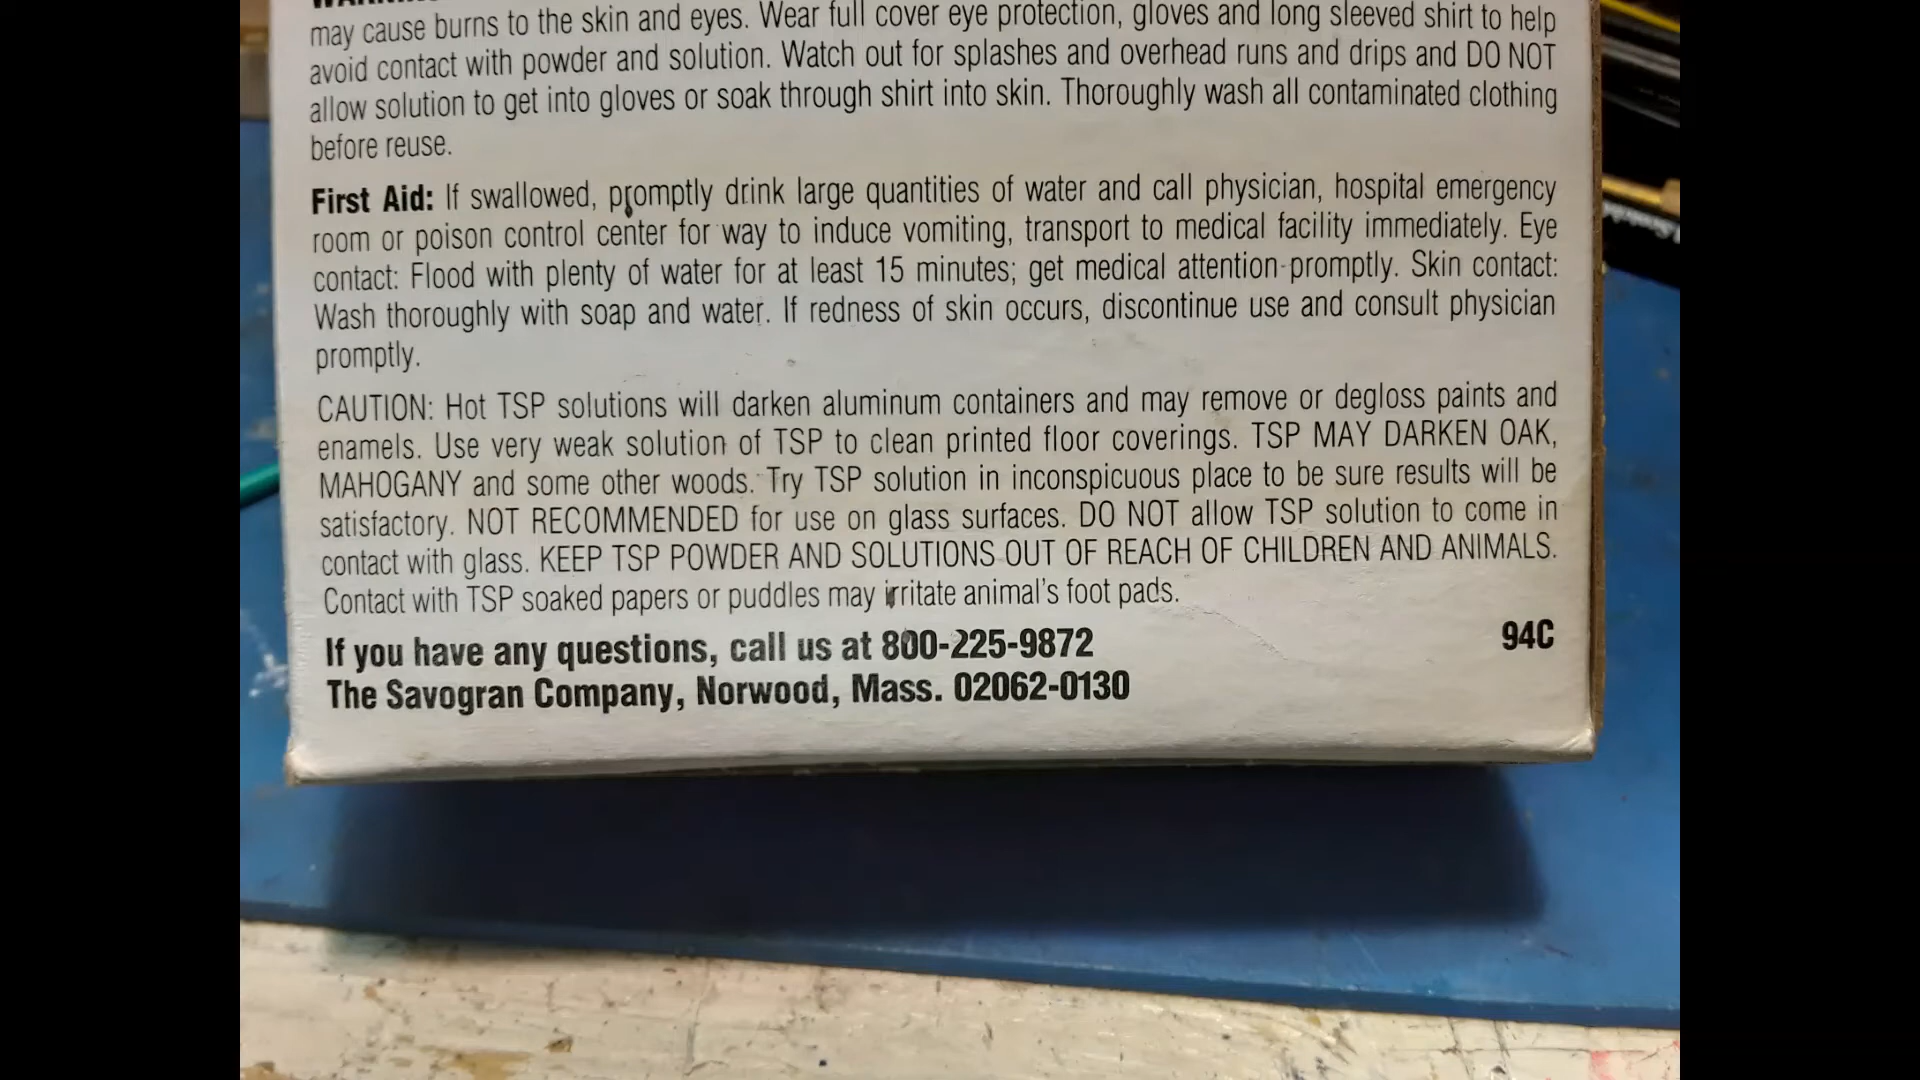 may cause burns to the skin and eyes. Wear full cover eye protection, gloves and long sleeved shirt to help
avoid contact with powder and solution. Watch out for splashes and overhead runs and drips and DO NOT
allow solution to get into gloves or soak through shirt into skin. Thoroughly wash all contaminated clothing
before reuse.
First Aid: If swallowed, promptly drink large quantities of water and call physician, hospital emergency
room or poison control center for way to induce vomiting, transport to medical facility immediately. Eye
contact: Flood with plenty of water for at least 15 minutes; get medical attention promptly. Skin contact:
Wash thoroughly with soap and water. If redness of skin occurs, discontinue use and consult physician
promptly.
CAUTION: Hot TSP solutions will darken aluminum containers and may remove or degloss paints and
enamels. Use very weak solution of TSP to clean printed floor coverings. TSP MAY DARKEN OAK,
MAHOGANY and some other woods. Try TSP solution in inconspicuous place to be sure results will be
satisfactory. NOT RECOMMENDED for use on glass surfaces. DO NOT allow TSP solution to come in
contact with glass. KEEP TSP POWDER AND SOLUTIONS OUT OF REACH OF CHILDREN AND ANIMALS.
Contact with TSP soaked papers or puddles may irritate animal's foot pads.
If you have any questions, call us at 800-225-9872
The Savogran Company, Norwood, Mass. 02062-0130
94C